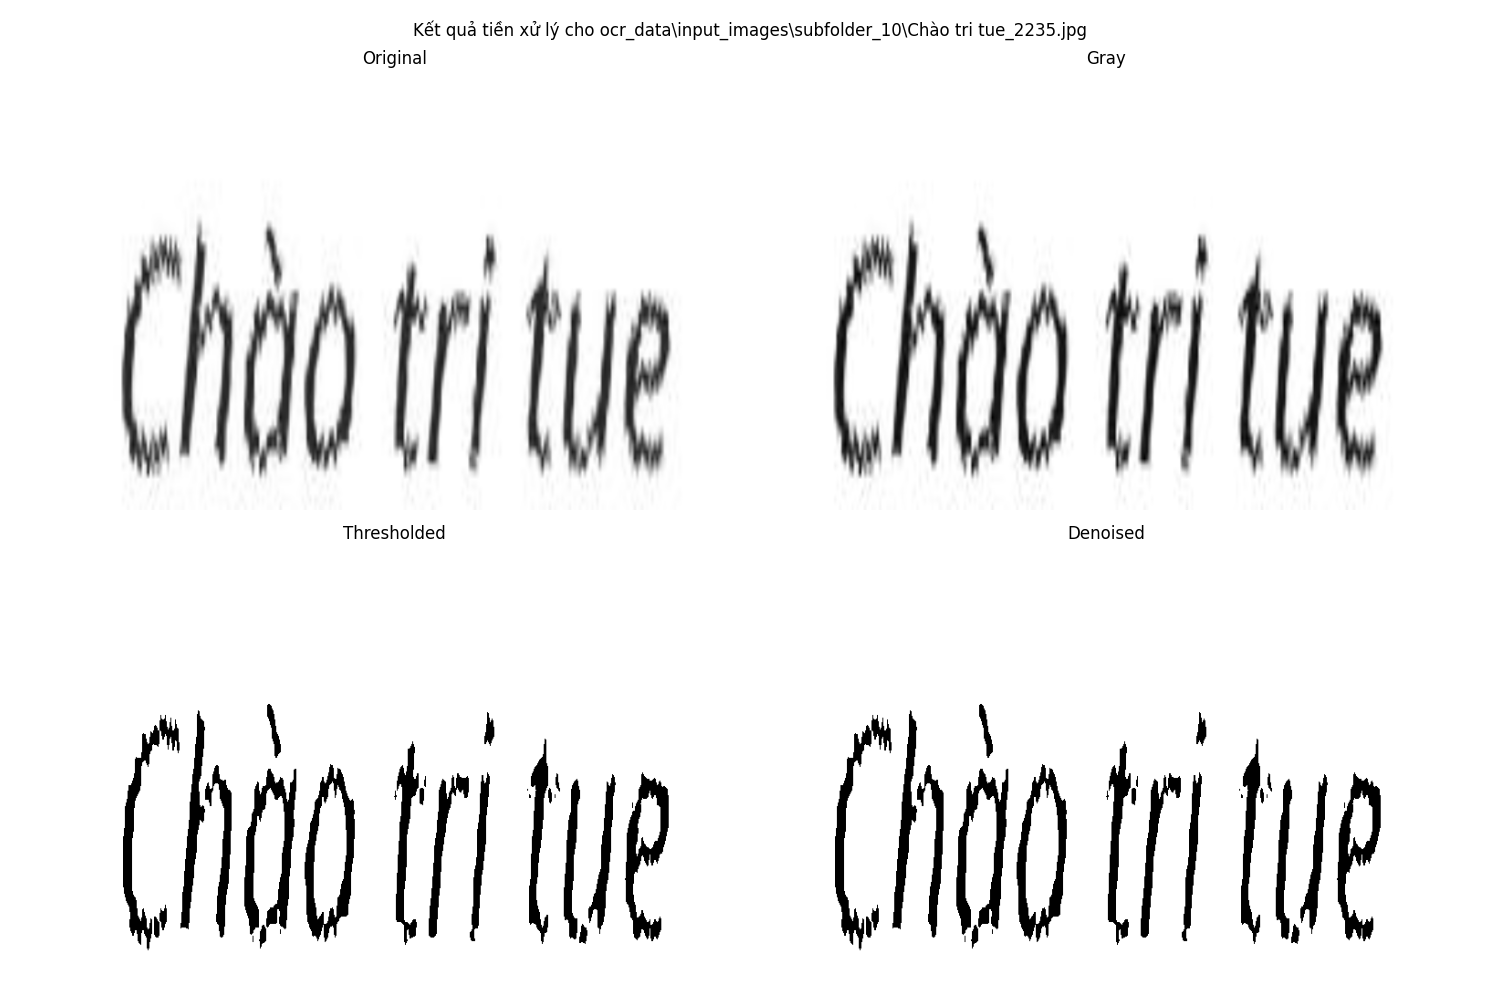 Kết quả tiền xử lý cho ocr_data\input_images\subfolder_10\Chào tri tue_2235.jpg
Original
Gray
Chào tri tue
Chào tri tue
Thresholded
Denoised
Chào tri tue
Chào tri tue